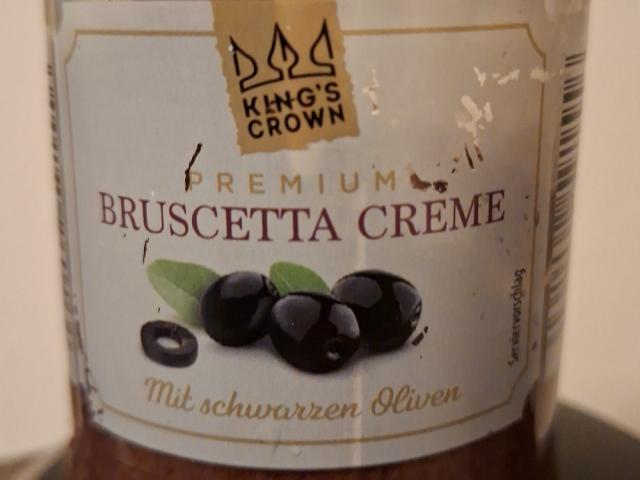 KING'S
CROWN
PREMIUM
BRUSCETTA CREME
Serviervorschlag
Mit schwarzen Oliven